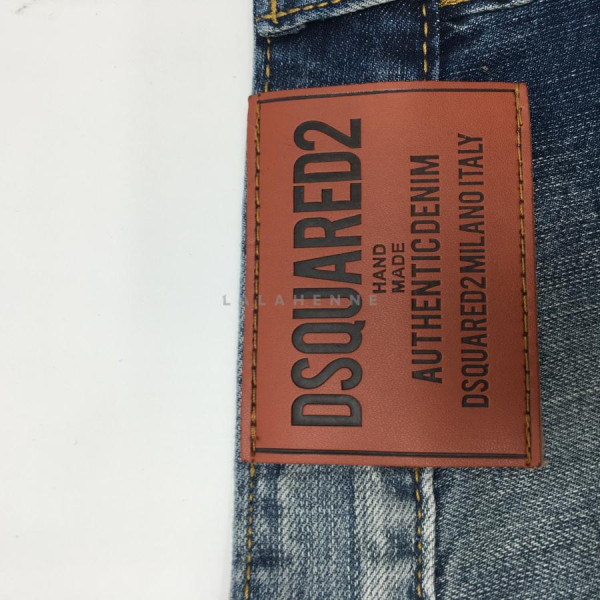 DSQUARED2
HAND
MADE
AUTHENTIC DENIM
DSQUARED2 MILANO ITALY
LALAHENNE